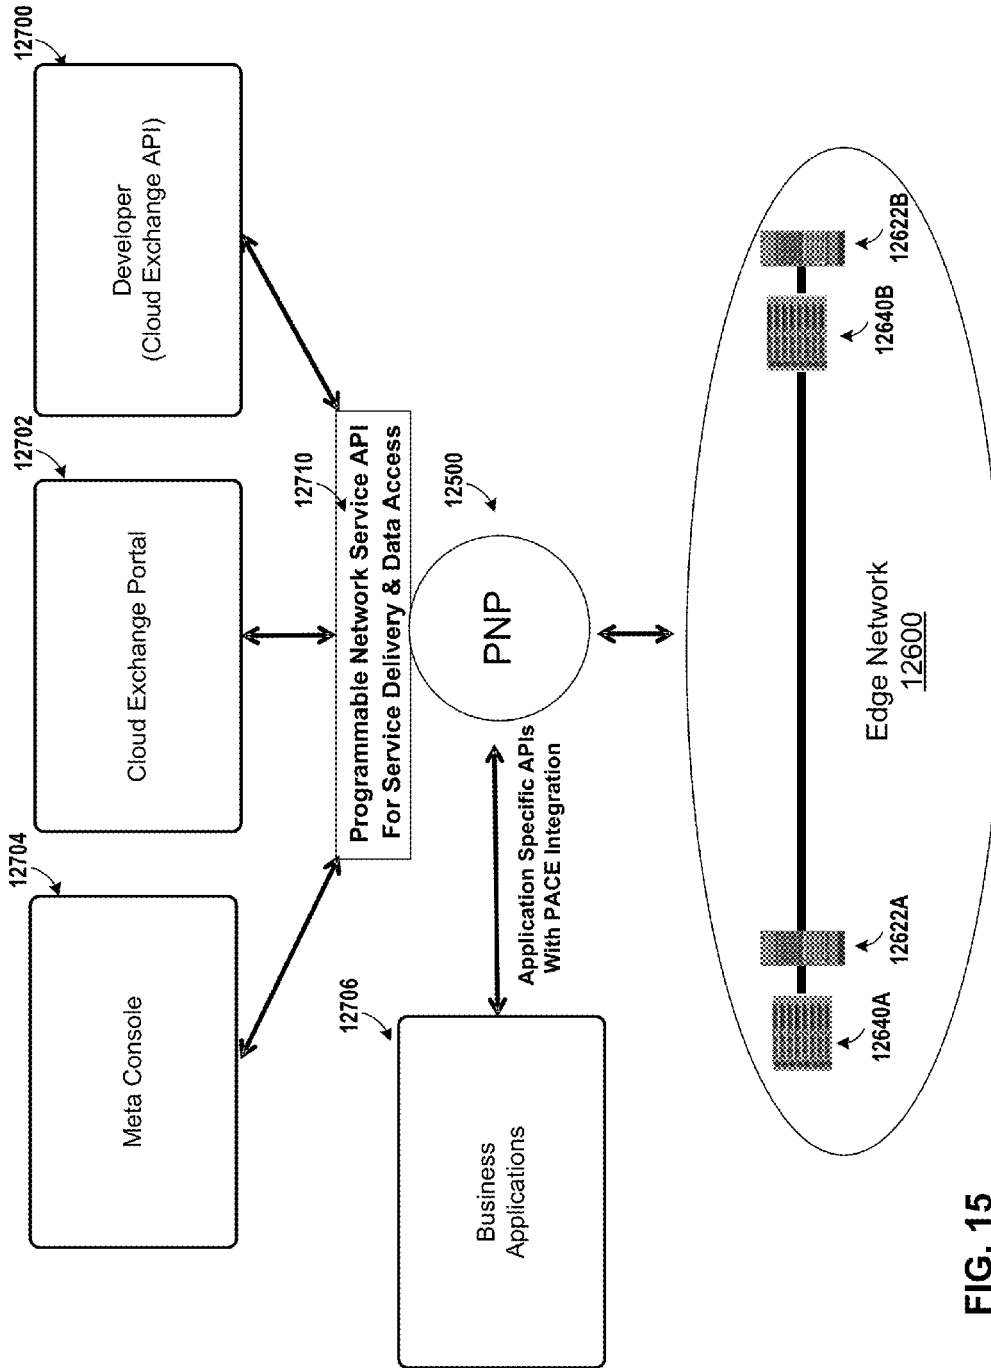 12704
12702
12700
Meta Console
Cloud Exchange Portal
Developer
(Cloud Exchange API)
12710
Programmable Network Service API
For Service Delivery & Data Access
12706
Business
Applications
Application Specific APIs
With PACE Integration
PNP
12500
12640A
12622A
12640B
12622B
Edge Network
12600
FIG. 15